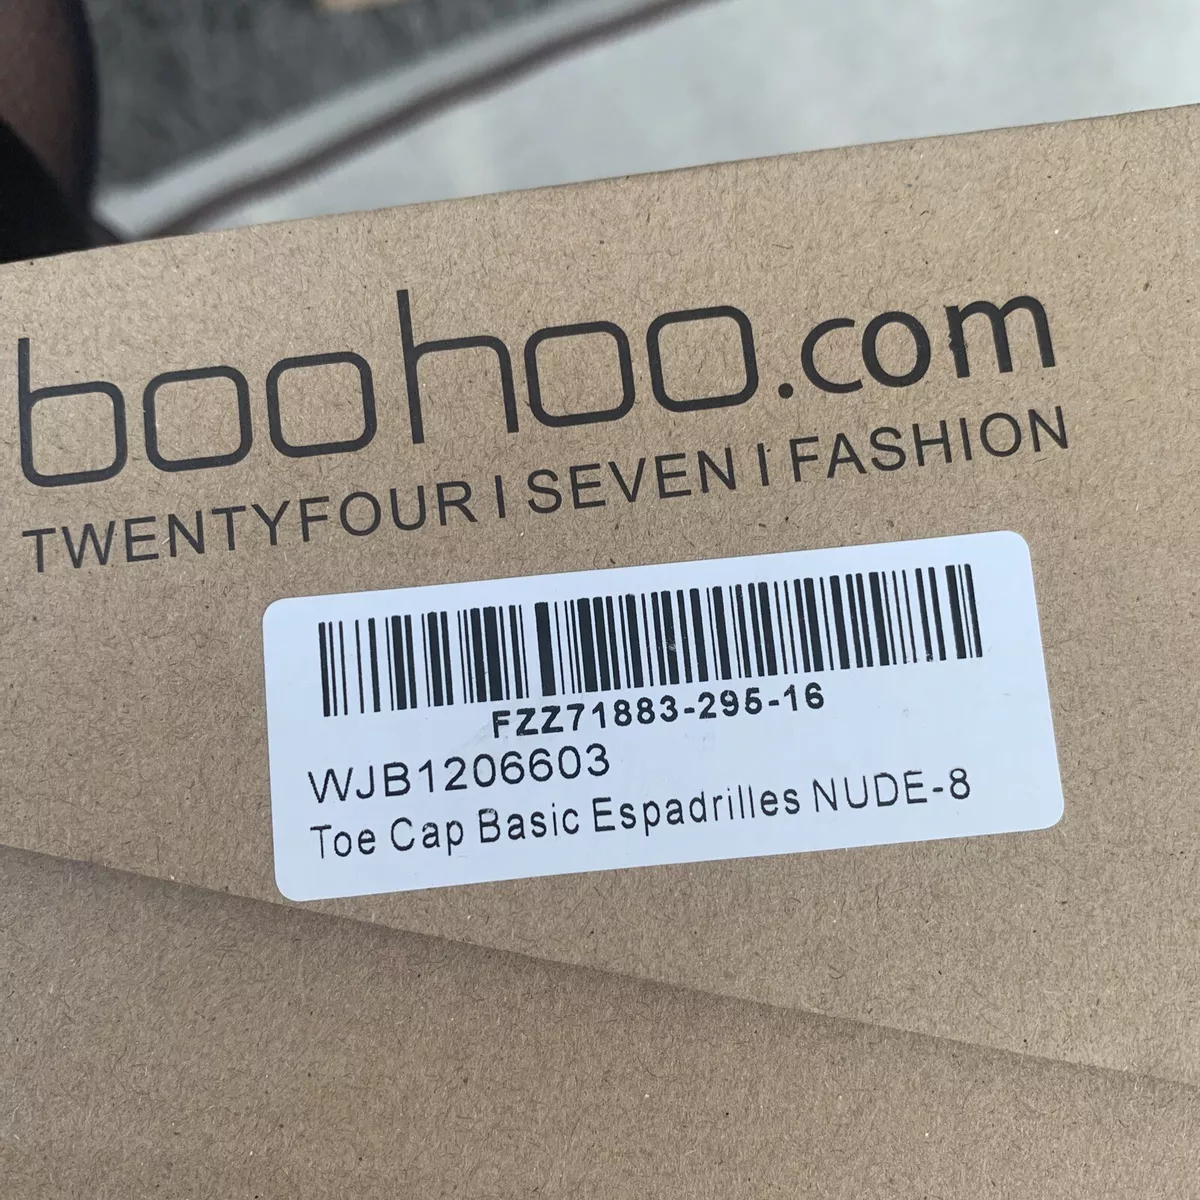 boohoo.com
TWENTYFOUR | SEVEN | FASHION
FZZ71883-295-16
WJB1206603
Toe Cap Basic Espadrilles NUDE-8